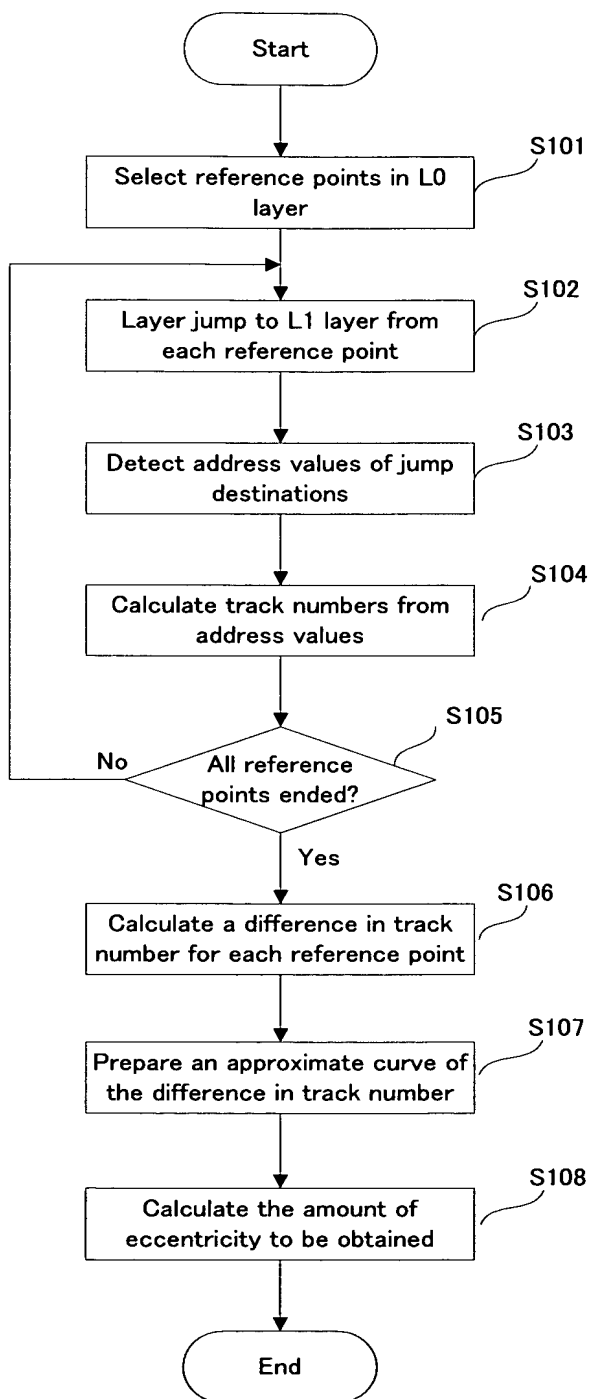 Start
S101
Select reference points in L0
layer
S102
Layer jump to L1 layer from
each reference point
S103
Detect address values of jump
destinations
S104
Calculate track numbers from
address values
S105
No
All reference
points ended?
Yes
S106
Calculate a difference in track
number for each reference point
S107
Prepare an approximate curve of
the difference in track number
S108
Calculate the amount of
eccentricity to be obtained
End